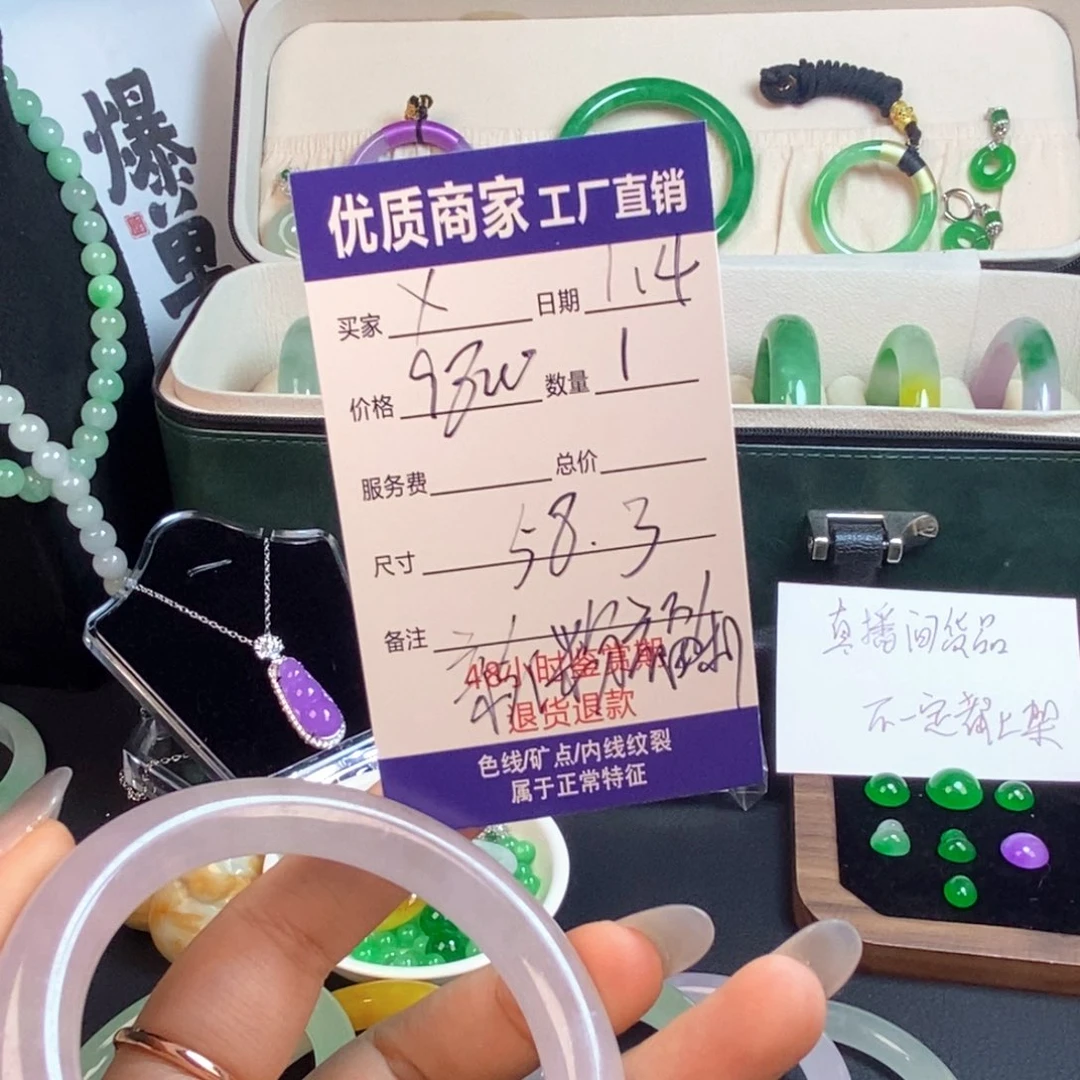 爆单
优质商家 工厂直销
买家 X 日期 1.4
价格 数量 1
服务费 总价
尺寸 58.3
备注
48小时鉴赏期
退货退款
色线/矿点/内线纹裂
属于正常特征
直播间货品
不一定都上架